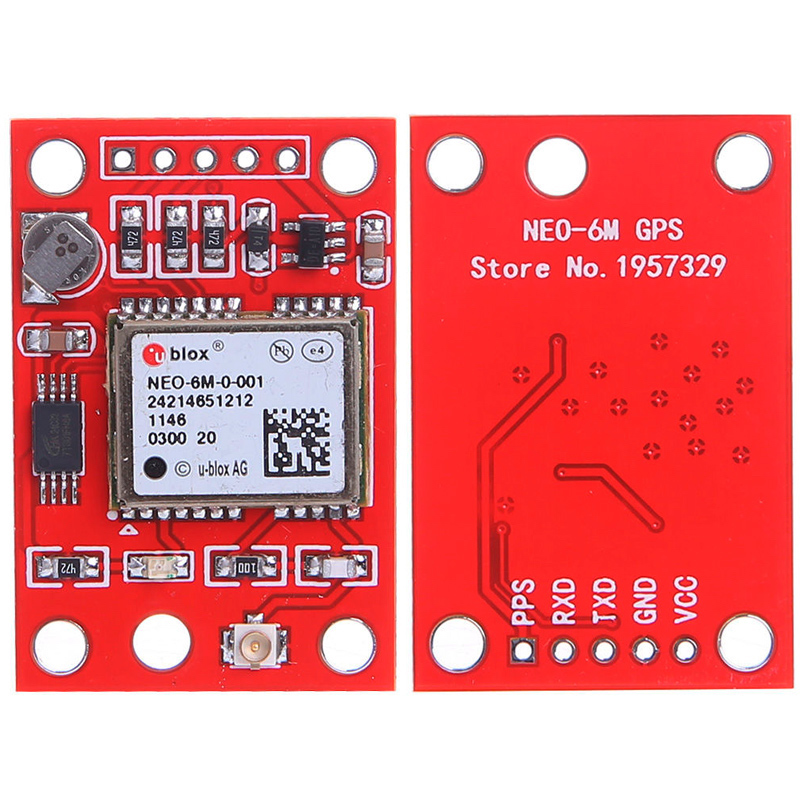 472
472
472
u blox ®
Pb
e4
NEO-6M-0-001
24214651212
1146
0300 20
© u-blox AG
472
100
NEO-6M GPS
Store No. 1957329
PPS
RXD
TXD
GND
VCC